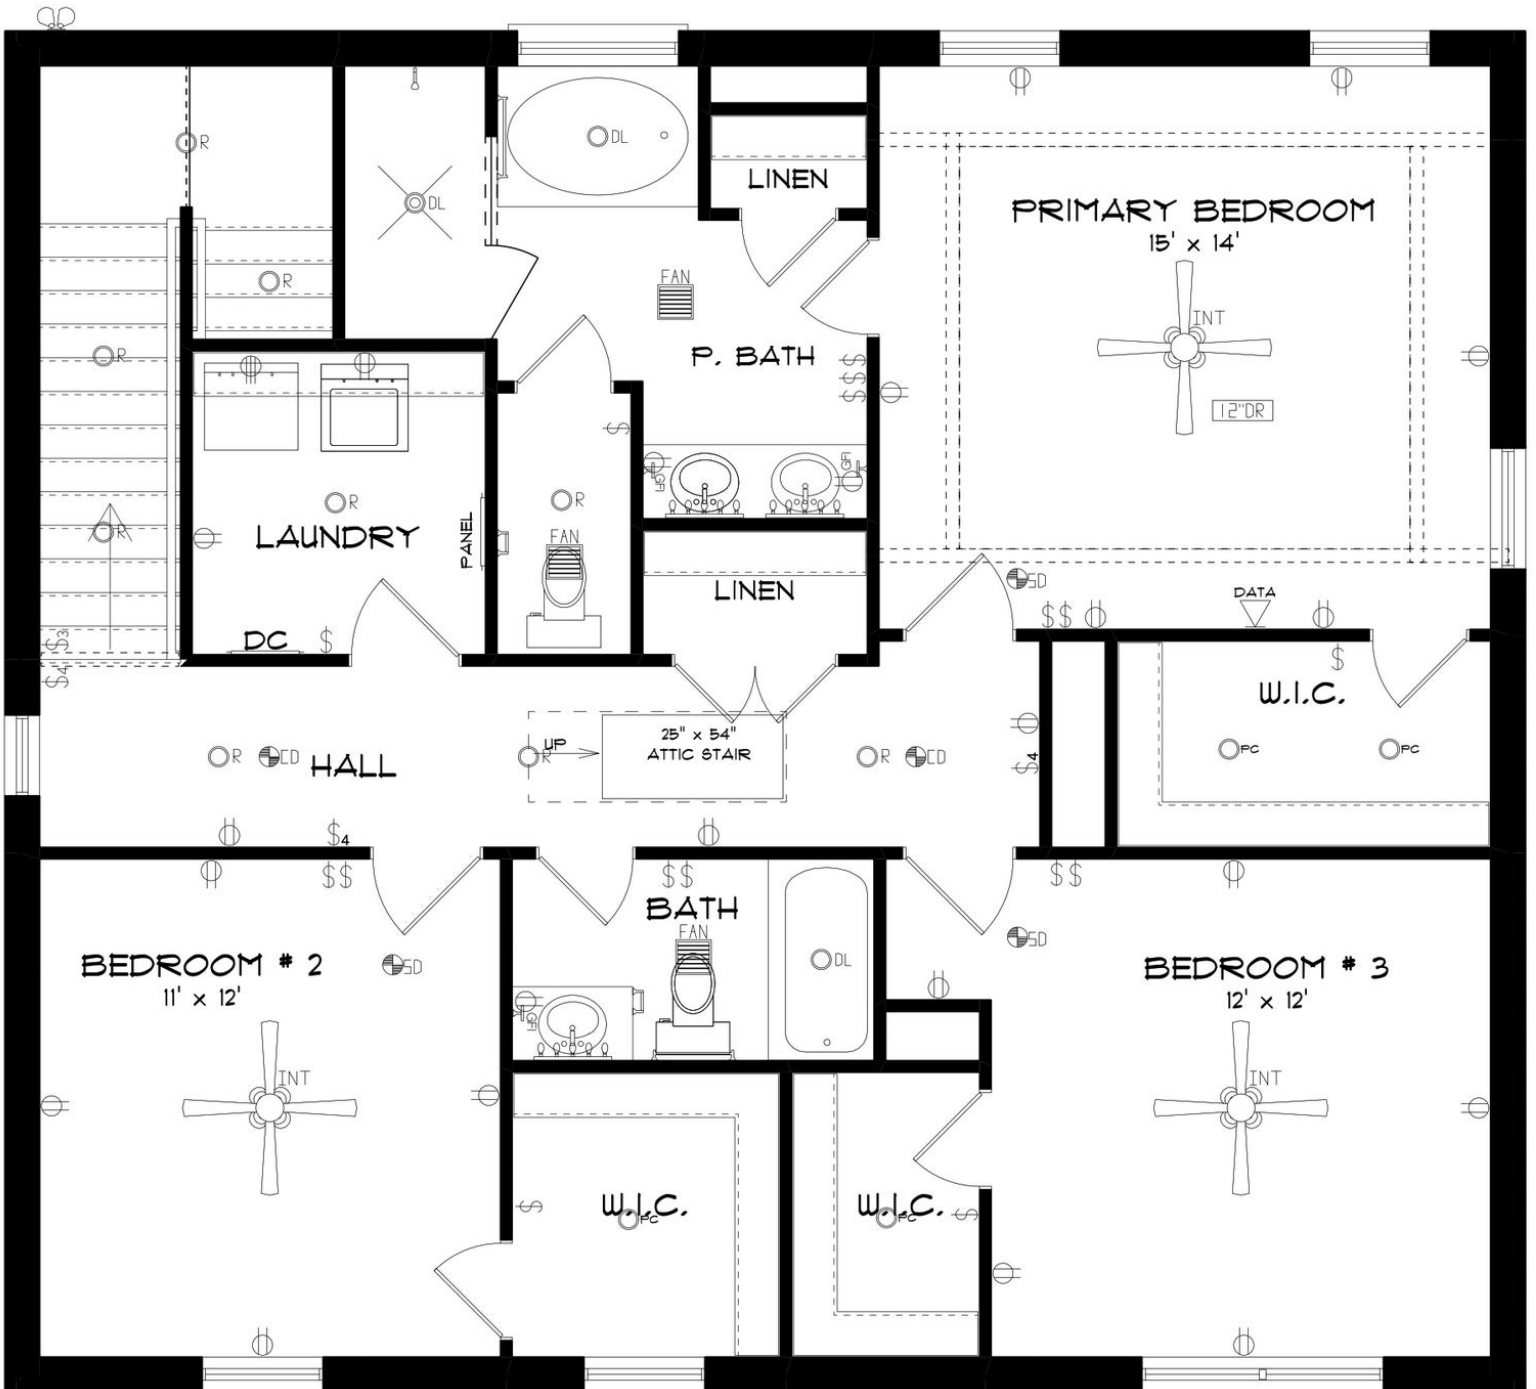 R
DL
DL
LINEN
PRIMARY BEDROOM
15' x 14'
R
FAN
INT
P. BATH
$
$
$
R
12"DR
$
GFI
GFI
R
R
LAUNDRY
PANEL
FAN
R
LINEN
SD
DATA
$$
DC
$
$3
$4
$
W.I.C.
25" x 54"
ATTIC STAIR
UP
R
CD
HALL
R
R
CD
$4
PC
PC
$4
$$
$$
$$
BATH
FAN
SD
BEDROOM # 2
11' x 12'
SD
DL
BEDROOM # 3
12' x 12'
GFI
INT
INT
$
W.I.C.
PC
W.I.C.
PC
$